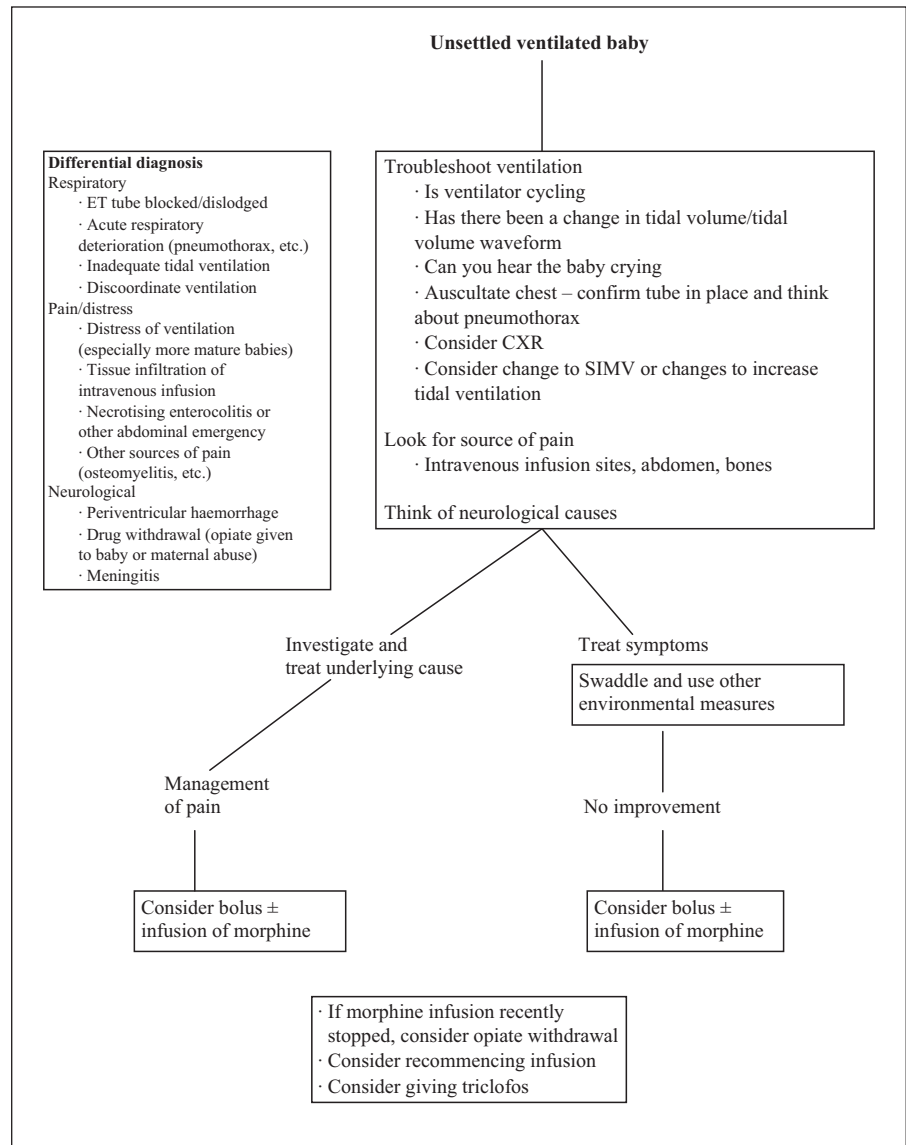 Unsettled ventilated baby
Differential diagnosis
Respiratory
· ET tube blocked/dislodged
· Acute respiratory
deterioration (pneumothorax, etc.)
· Inadequate tidal ventilation
· Discoordinate ventilation
Pain/distress
· Distress of ventilation
(especially more mature babies)
· Tissue infiltration of
intravenous infusion
· Necrotising enterocolitis or
other abdominal emergency
· Other sources of pain
(osteomyelitis, etc.)
Neurological
· Periventricular haemorrhage
· Drug withdrawal (opiate given
to baby or maternal abuse)
· Meningitis
Troubleshoot ventilation
· Is ventilator cycling
· Has there been a change in tidal volume/tidal
volume waveform
· Can you hear the baby crying
· Auscultate chest – confirm tube in place and think
about pneumothorax
· Consider CXR
· Consider change to SIMV or changes to increase
tidal ventilation
Look for source of pain
· Intravenous infusion sites, abdomen, bones
Think of neurological causes
Investigate and
treat underlying cause
Treat symptoms
Swaddle and use other
environmental measures
Management
of pain
No improvement
Consider bolus ±
infusion of morphine
Consider bolus ±
infusion of morphine
· If morphine infusion recently
stopped, consider opiate withdrawal
· Consider recommencing infusion
· Consider giving triclofos